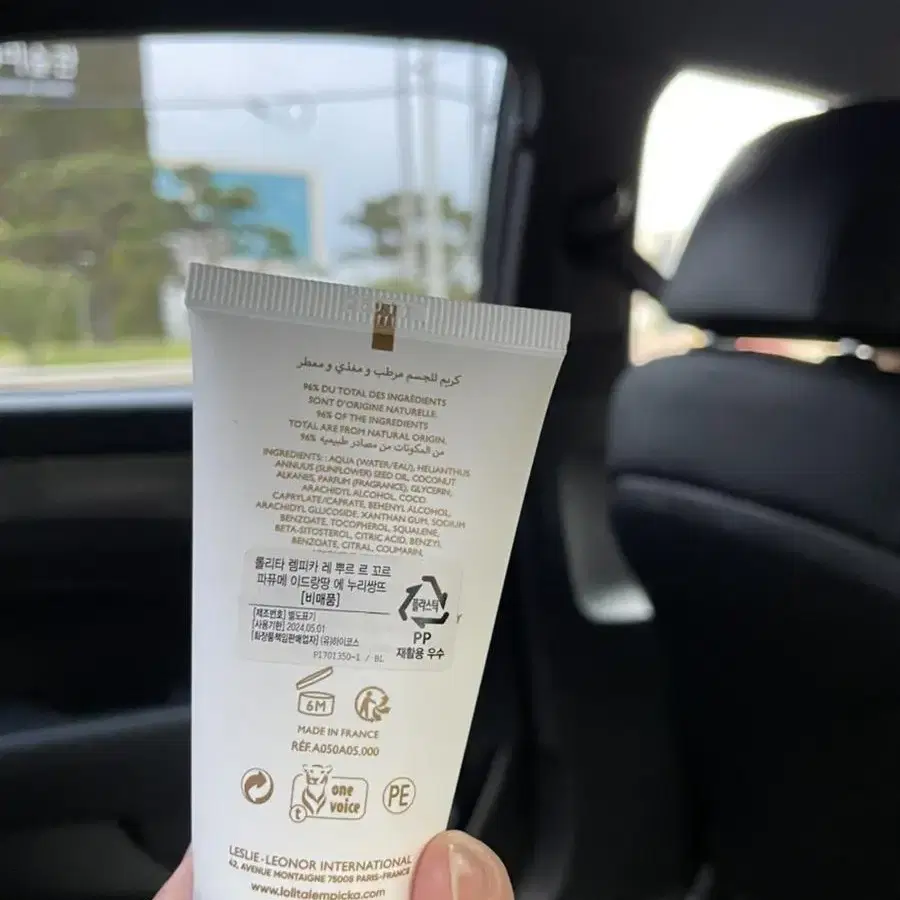 미술관
كريم للجسم مرطب و مغذي و معطر
96% DU TOTAL DES INGRÉDIENTS
SONT D'ORIGINE NATURELLE.
96% OF THE INGREDIENTS
TOTAL ARE FROM NATURAL ORIGIN.
96% من المكونات من مصادر طبيعيه
INGREDIENTS: : AQUA (WATER/EAU), HELIANTHUS
ANNUUS (SUNFLOWER) SEED OIL, COCONUT
ALKANES, PARFUM (FRAGRANCE), GLYCERIN,
ARACHIDYL ALCOHOL, COCO.
CAPRYLATE/CAPRATE, BEHENYL ALCOHOL,
ARACHIDYL GLUCOSIDE, XANTHAN GUM, SODIUM
BENZOATE, TOCOPHEROL, SQUALENE,
BETA-SITOSTEROL, CITRIC ACID, BENZYL
BENZOATE, CITRAL, COUMARIN,
롤리타 렘피카 레 뿌르 르 꼬르
파퓨메 이드랑땅 에 누리쌍뜨
[비매품]
[제조번호] 별도표기
[사용기한] 2024.05.01
[화장품책임판매업자] (유)하이코스
P1701350-1 / BL
플라스틱
PP
재활용 우수
Y
6M
MADE IN FRANCE
RÉF.A050A05.000
one
voice
PE
LESLIE-LEONOR INTERNATIONAL
42, AVENUE MONTAIGNE 75008 PARIS-FRANCE
www.lolitalempicka.com